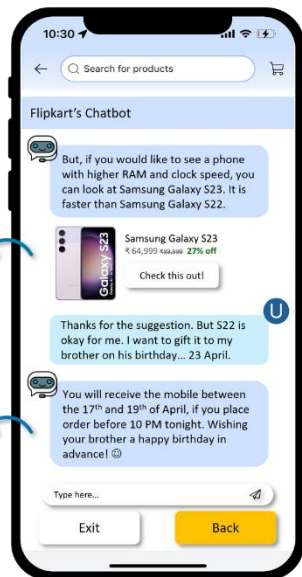 10:30
Search for products
Flipkart's Chatbot
But, if you would like to see a phone
with higher RAM and clock speed, you
can look at Samsung Galaxy S23. It is
faster than Samsung Galaxy S22.
Galaxy S23
Samsung Galaxy S23
₹ 64,999 ₹89,999 27% off
Check this out!
U
Thanks for the suggestion. But S22 is
okay for me. I want to gift it to my
brother on his birthday... 23 April.
You will receive the mobile between
the 17th and 19th of April, if you place
order before 10 PM tonight. Wishing
your brother a happy birthday in
advance! ☺
Type here...
Exit
Back